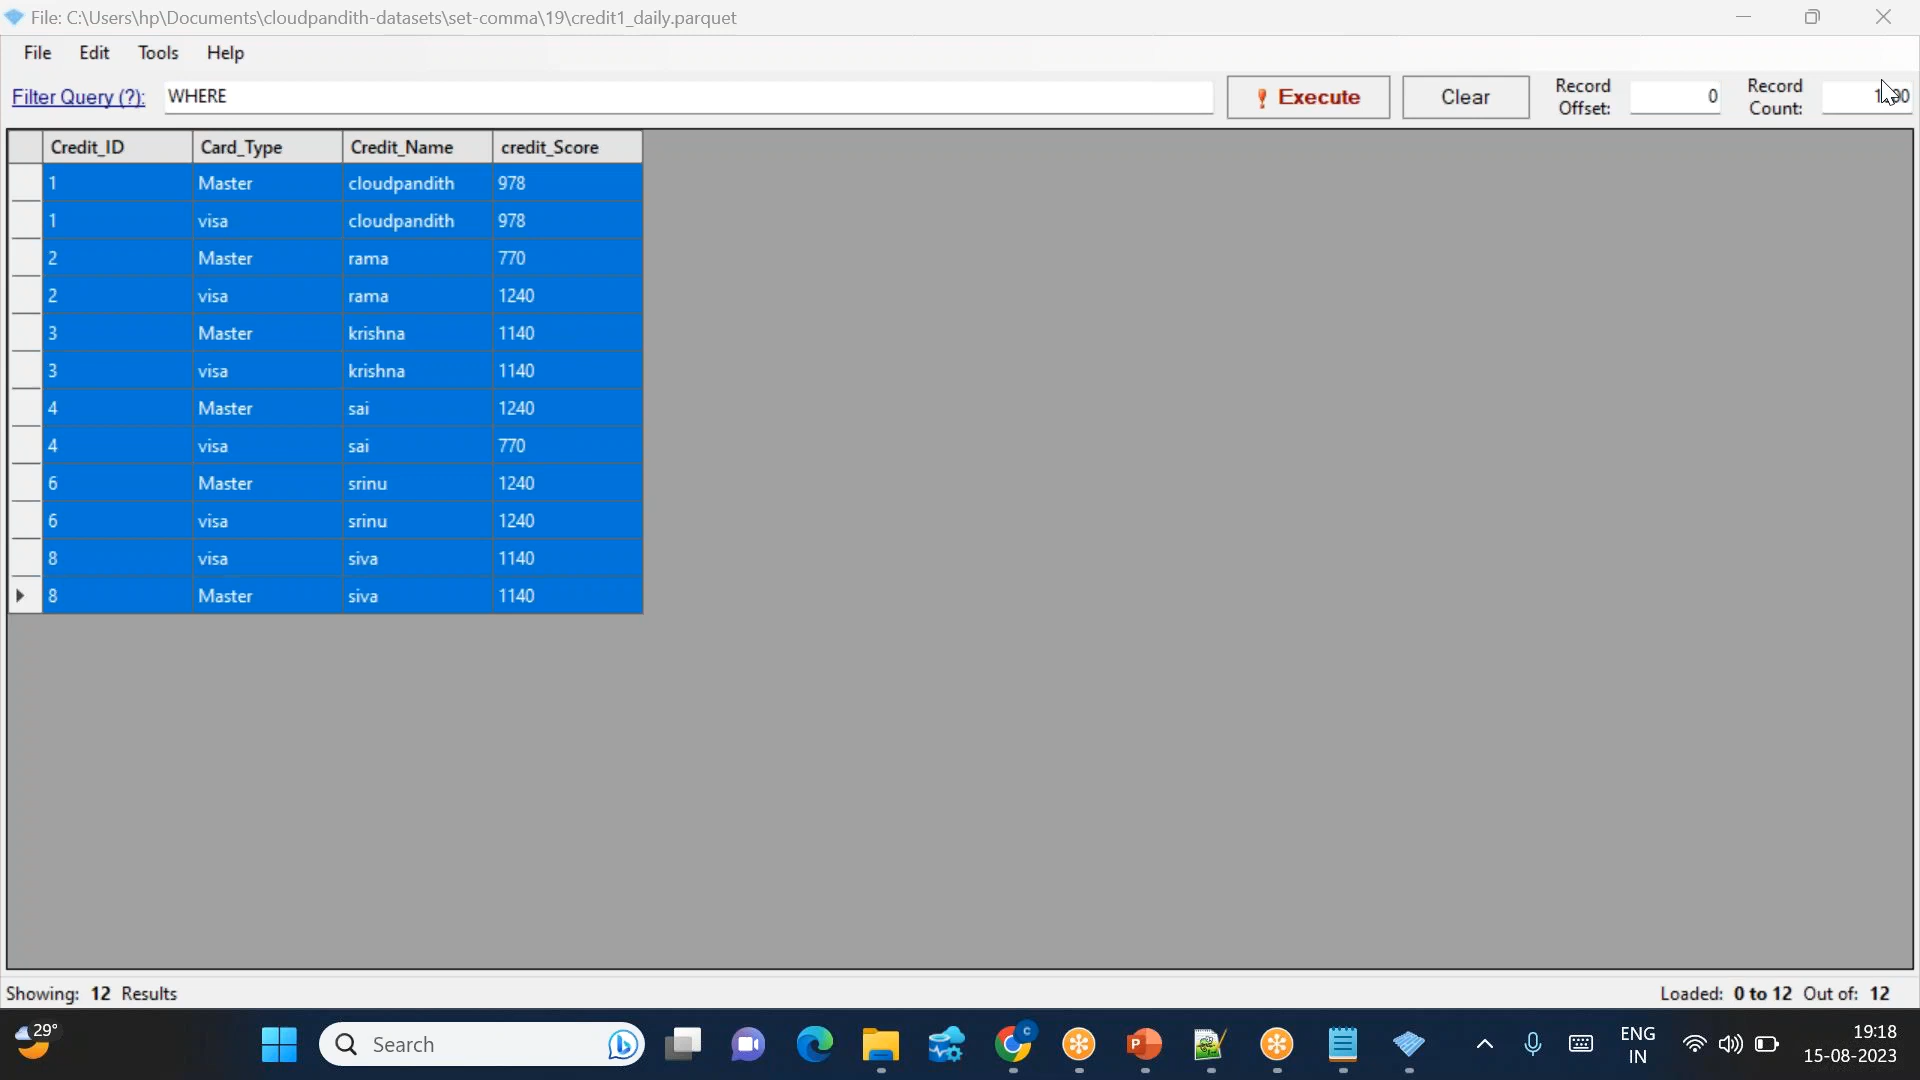 File: C:\Users\hp\Documents\cloudpandith-datasets\set-comma\19\credit1_daily.parquet
File Edit Tools Help
Filter Query (?): WHERE Execute Clear Record Offset: 0 Record Count:
Credit_ID Card_Type Credit_Name credit_Score
1 Master cloudpandith 978
1 visa cloudpandith 978
2 Master rama 770
2 visa rama 1240
3 Master krishna 1140
3 visa krishna 1140
4 Master sai 1240
4 visa sai 770
6 Master srinu 1240
6 visa srinu 1240
8 visa siva 1140
8 Master siva 1140
Showing: 12 Results Loaded: 0 to 12 Out of: 12
29° Search ENG 19:18
IN 15-08-2023